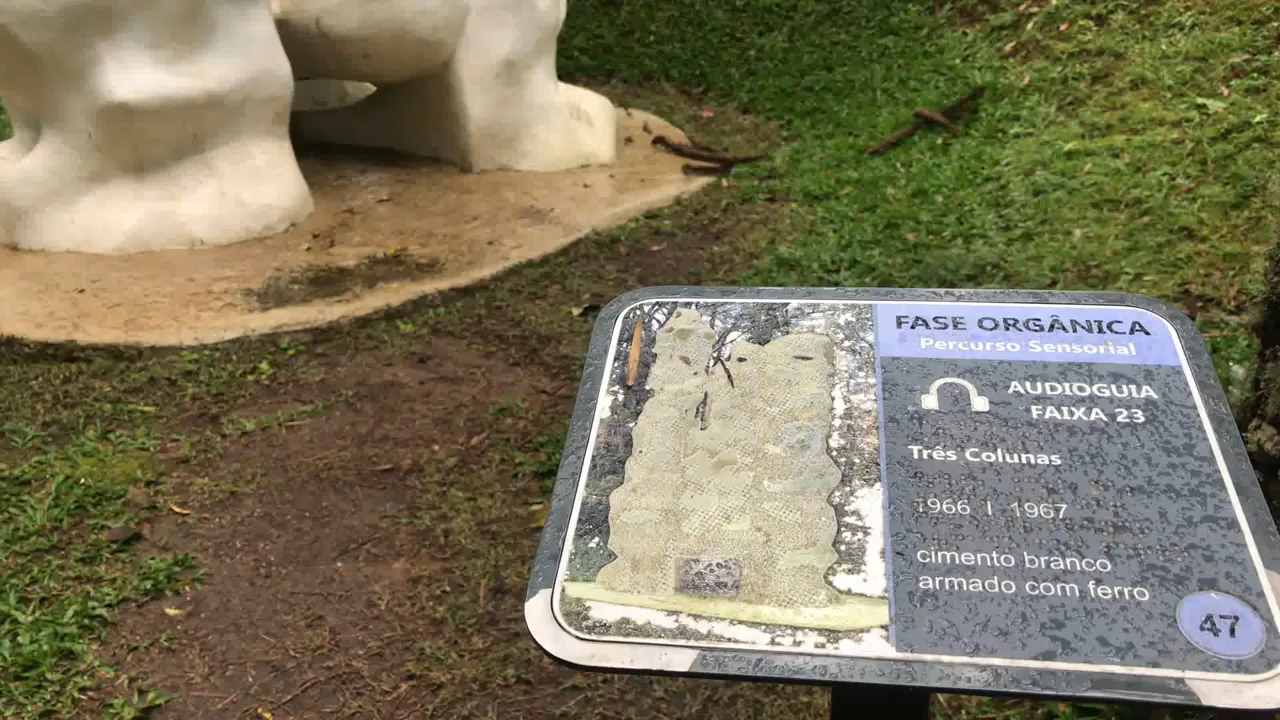 FASE ORGÂNICA
Percurso Sensorial
AUDIOGUIA
FAIXA 23
Três Colunas
1966 I 1967
cimento branco
armado com ferro
47